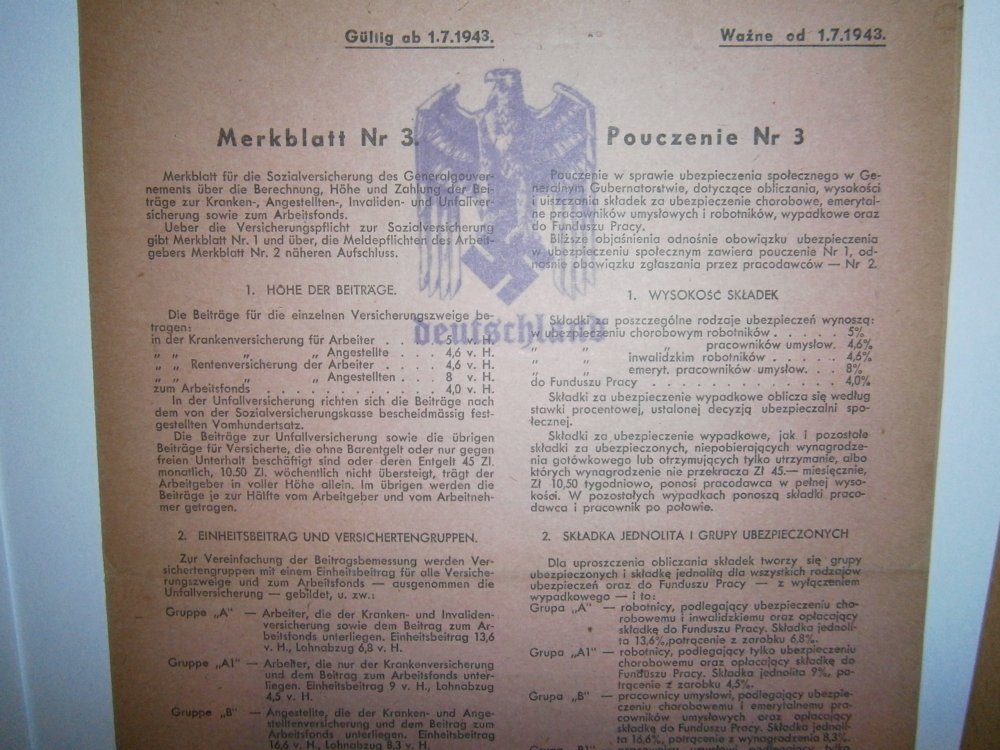 Gültig ab 1.7.1943.
Merkblatt Nr 3.
Merkblatt für die Sozialversicherung des Generalgouver-
nements über die Berechnung, Höhe und Zahlung der Bei-
träge zur Kranken-, Angestellten-, Invaliden- und Unfallver-
sicherung sowie zum Arbeitsfonds.
Ueber die Versicherungspflicht zur Sozialversicherung
gibt Merkblatt Nr. 1 und über, die Meldepflichten des Arbeit-
gebers Merkblatt Nr. 2 näheren Aufschluss.
1. HÖHE DER BEITRÄGE.
Die Beiträge für die einzelnen Versicherungszweige be-
tragen:
in der Krankenversicherung für Arbeiter . . . 5 v. H.
„ „ „ „ Angestellte . . . 4,6 v. H.
„ „ Rentenversicherung der Arbeiter . . . 4,6 v. H.
„ „ „ „ Angestellten . . . 8 v. H.
zum Arbeitsfonds . . . . . . . . . . . 4,0 v. H.
In der Unfallversicherung richten sich die Beiträge nach
dem von der Sozialversicherungskasse bescheidmässig fest-
gestellten Vomhundertsatz.
Die Beiträge zur Unfallversicherung sowie die übrigen
Beiträge für Versicherte, die ohne Barentgelt oder nur gegen
freien Unterhalt beschäftigt sind oder deren Entgelt 45 Zl.
monatlich, 10,50 Zl. wöchentlich nicht übersteigt, trägt der
Arbeitgeber in voller Höhe allein. Im übrigen werden die
Beiträge je zur Hälfte vom Arbeitgeber und vom Arbeitneh-
mer getragen.
2. EINHEITSBEITRAG UND VERSICHERTENGRUPPEN.
Zur Vereinfachung der Beitragsbemessung werden Ver-
sichertengruppen mit einem Einheitsbeitrag für alle Versiche-
rungszweige und zum Arbeitsfonds — ausgenommen die
Unfallversicherung — gebildet, u. zw.:
Gruppe „A" — Arbeiter, die der Kranken- und Invaliden-
versicherung sowie dem Beitrag zum Ar-
beitsfonds unterliegen. Einheitsbeitrag 13,6
v. H., Lohnabzug 6,8 v. H.
Gruppe „A1" — Arbeiter, die nur der Krankenversicherung
und dem Beitrag zum Arbeitsfonds unter-
liegen. Einheitsbeitrag 9 v. H., Lohnabzug
4,5 v. H.
Gruppe „B" — Angestellte, die der Kranken- und Ange-
stelltenversicherung und dem Beitrag zum
Arbeitsfonds unterliegen. Einheitsbeitrag
16,6 v. H., Lohnabzug 8,3 v. H.
Ważne od 1.7.1943.
Pouczenie Nr 3
Pouczenie w sprawie ubezpieczenia społecznego w Ge-
neralnym Gubernatorstwie, dotyczące obliczania, wysokości
i uiszczania składek za ubezpieczenie chorobowe, emerytal-
ne pracowników umysłowych i robotników, wypadkowe oraz
do Funduszu Pracy.
Bliższe objaśnienia odnośnie obowiązku ubezpieczenia
w ubezpieczeniu społecznym zawiera pouczenie Nr 1, od-
nośnie obowiązku zgłaszania przez pracodawców — Nr 2.
1. WYSOKOŚĆ SKŁADEK
Składki za poszczególne rodzaje ubezpieczeń wynoszą:
w ubezpieczeniu chorobowym robotników . . . . . 5%
„ „ „ pracowników umysłow. 4,6%
„ „ inwalidzkim robotników . . . . . 4,6%
„ „ emeryt. pracowników umysłow. . . . 8%
do Funduszu Pracy . . . . . . . . . . . 4,0%
Składki za ubezpieczenie wypadkowe oblicza się według
stawki procentowej, ustalonej decyzją ubezpieczalni spo-
łecznej.
Składki za ubezpieczenie wypadkowe, jak i pozostałe
składki za ubezpieczonych, niepobierających wynagrodze-
nia gotówkowego lub otrzymujących tylko utrzymanie, albo
których wynagrodzenie nie przekracza Zł 45.— miesięcznie,
Zł 10,50 tygodniowo, ponosi pracodawca w pełnej wyso-
kości. W pozostałych wypadkach ponoszą składki praco-
dawca i pracownik po połowie.
2. SKŁADKA JEDNOLITA I GRUPY UBEZPIECZONYCH
Dla uproszczenia obliczania składek tworzy się grupy
ubezpieczonych i składkę jednolitą dla wszystkich rodzajów
ubezpieczeń oraz do Funduszu Pracy — z wyłączeniem
wypadkowego — i to:
Grupa „A" — robotnicy, podlegający ubezpieczeniu cho-
robowemu i inwalidzkiemu oraz opłacający
składkę do Funduszu Pracy. Składka jednoli-
ta 13,6%,potrącenie z zarobku 6,8%.
Grupa „A1" — robotnicy, podlegający tylko ubezpieczeniu
chorobowemu oraz opłacający składkę do
Funduszu Pracy. Składka jednolita 9%, po-
trącenie z zarobku 4,5%.
Grupa „B" — pracownicy umysłowi, podlegający ubezpie-
czeniu chorobowemu i emerytalnemu pra-
cowników umysłowych oraz opłacający
składkę do Funduszu Pracy. Składka jednoli-
ta 16,6%, potrącenie z wynagrodzenia 8,3%.
deutschland